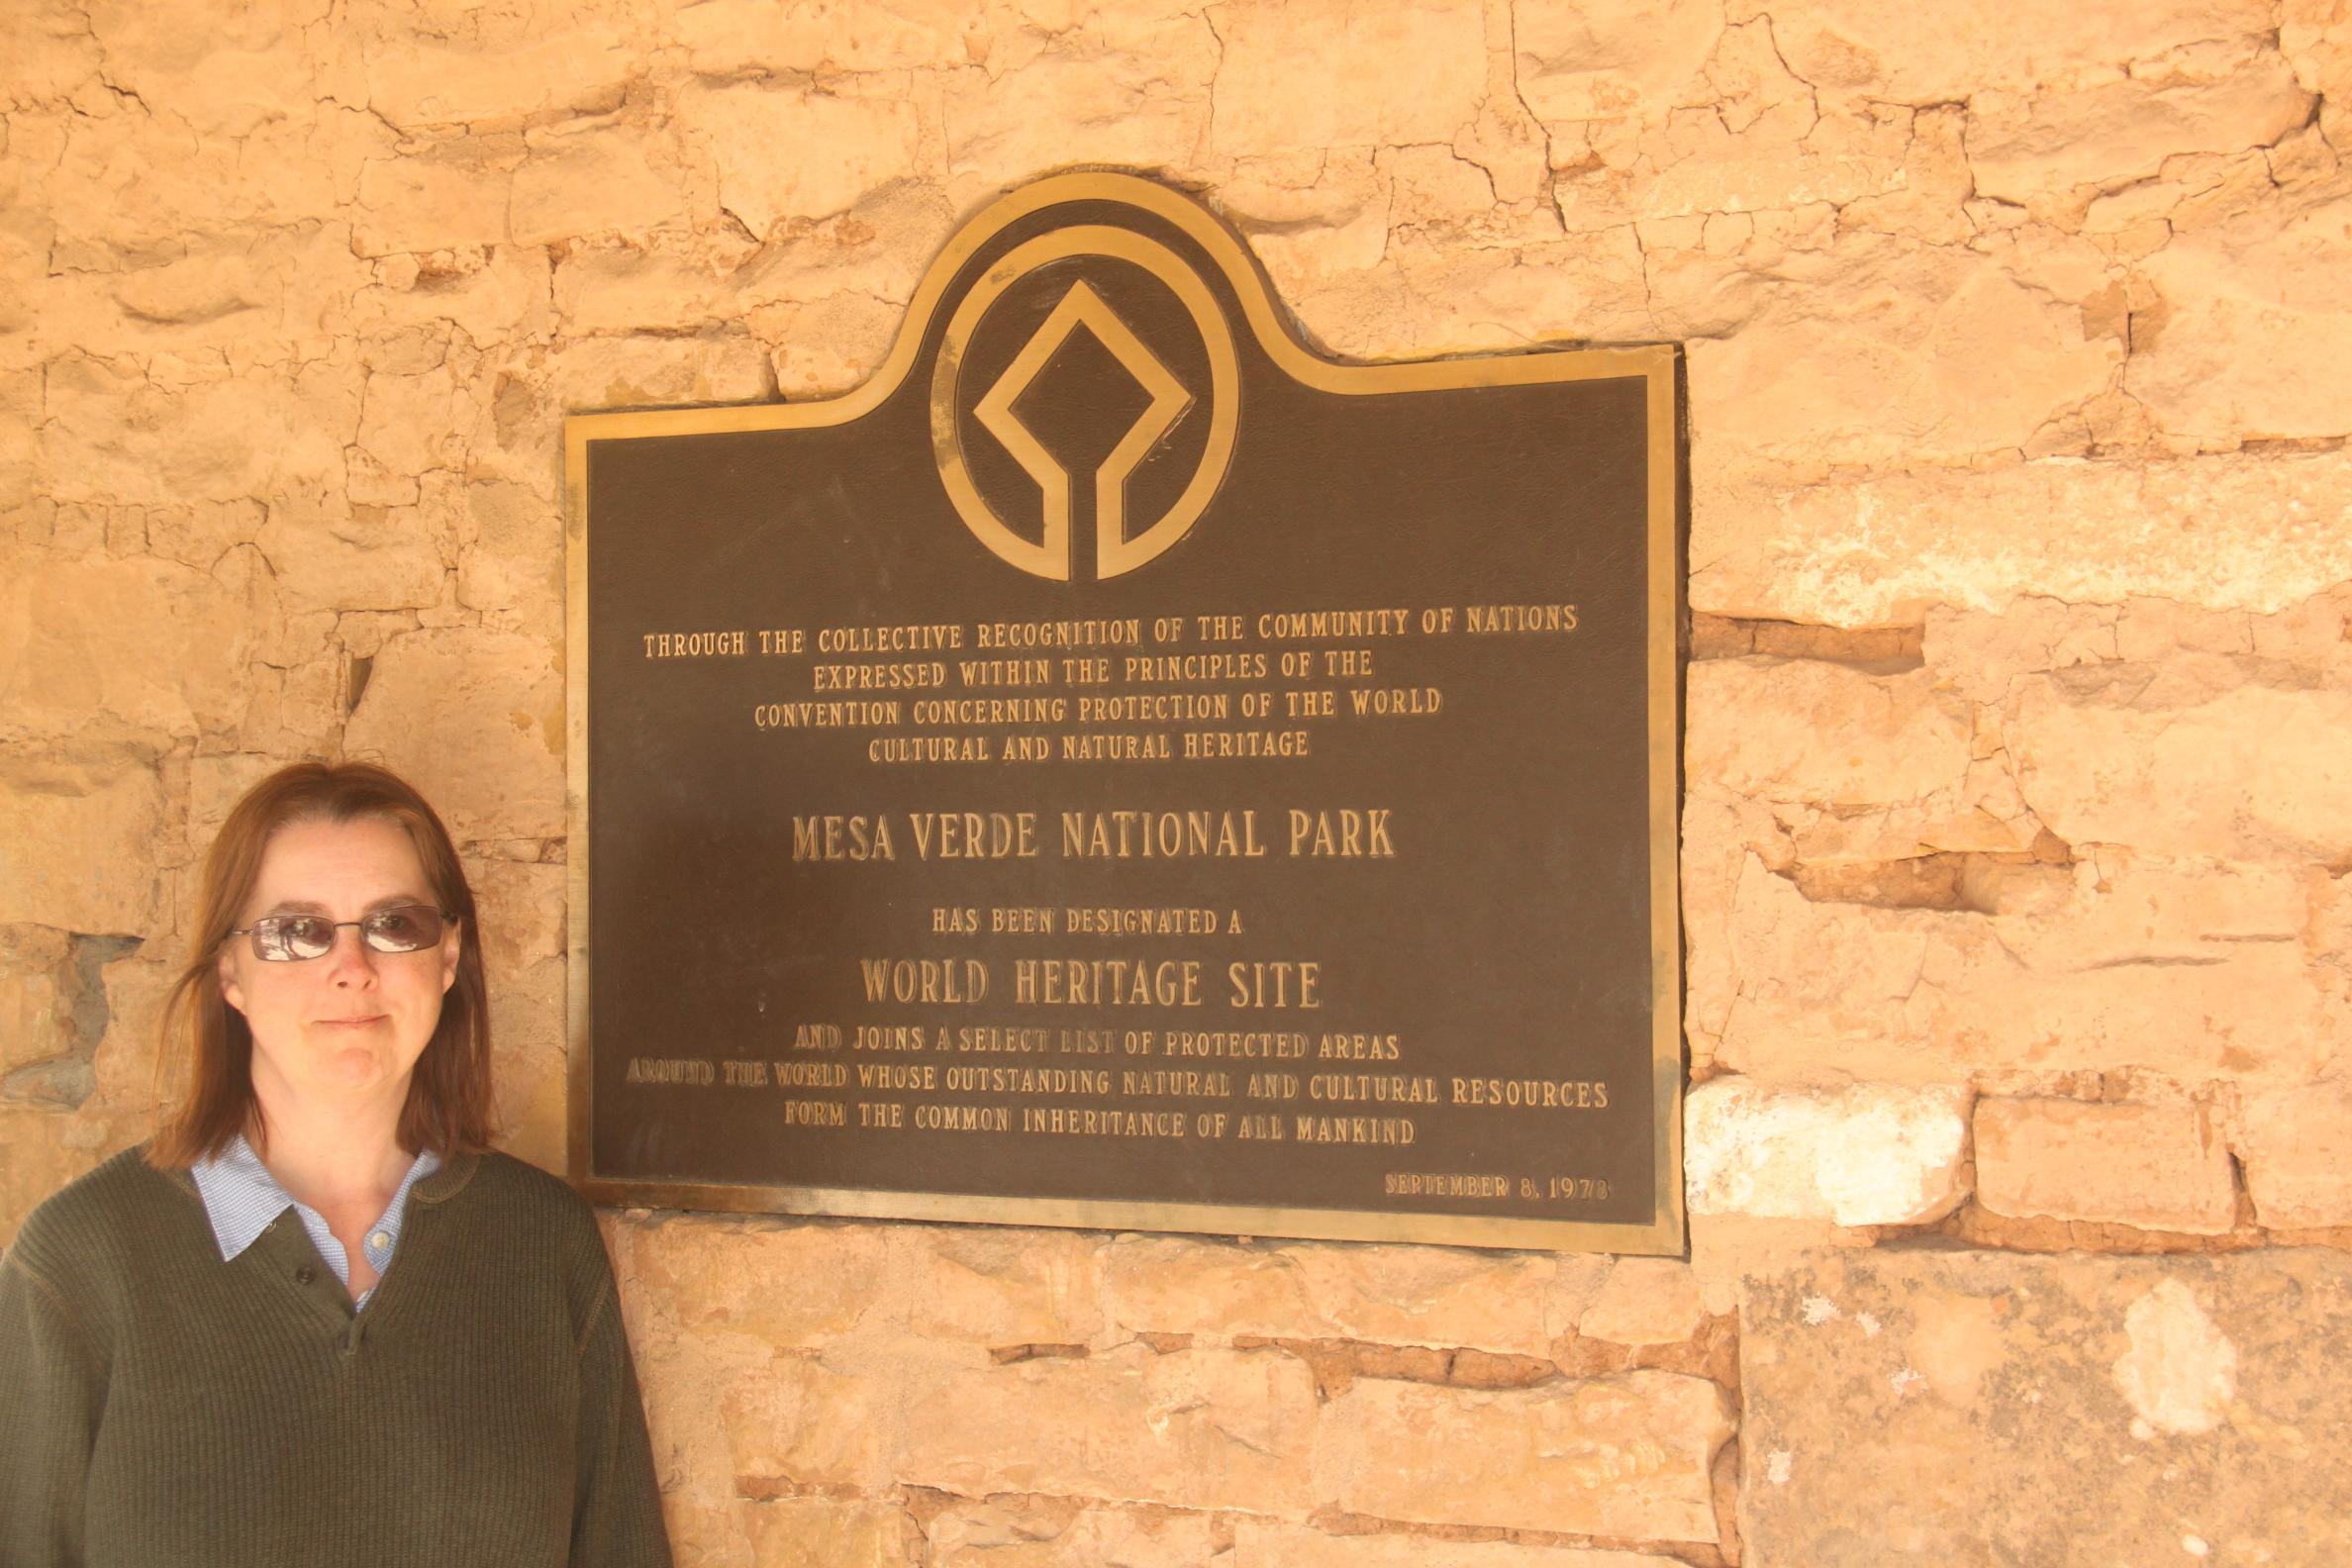 THROUGH THE COLLECTIVE RECOGNITION OF THE COMMUNITY OF NATIONS
EXPRESSED WITHIN THE PRINCIPLES OF THE
CONVENTION CONCERNING PROTECTION OF THE WORLD
CULTURAL AND NATURAL HERITAGE
MESA VERDE NATIONAL PARK
HAS BEEN DESIGNATED A
WORLD HERITAGE SITE
AND JOINS A SELECT LIST OF PROTECTED AREAS
AROUND THE WORLD WHOSE OUTSTANDING NATURAL AND CULTURAL RESOURCES
FORM THE COMMON INHERITANCE OF ALL MANKIND
SEPTEMBER 8, 1978